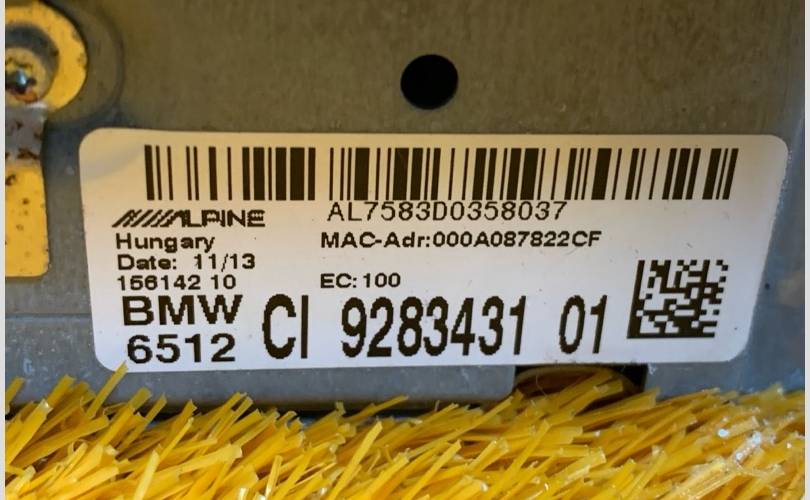 ALPINE
AL7583D0358037
Hungary
MAC-Adr:000A087822CF
Date: 11/13
156142 10
EC:100
BMW
6512
CI 9283431 01